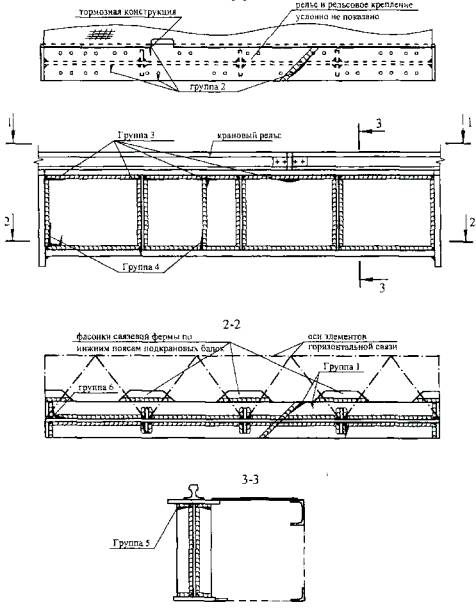 тормозная конструкция
рельс и рельсовое крепление
условно не показано
группа 2
3
1
1
Группа 3
крановый рельс
2
2
Группа 4
3
2-2
фасонки связевой фермы по
нижним поясам подкрановых балок
оси элементов
горизонтальной связи
группа 6
Группа 1
3-3
Группа 5